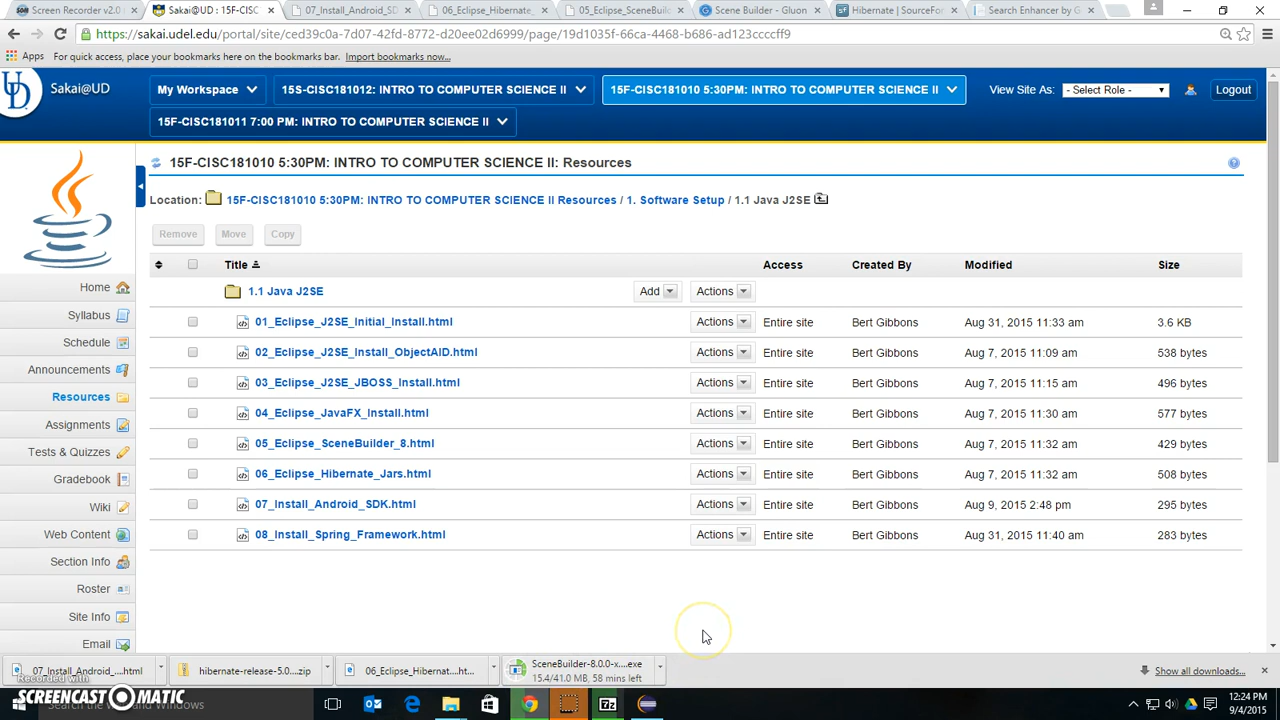 Screen Recorder v2.0
Sakai@UD : 15F-CISC
07_Install_Android_SD
06_Eclipse_Hibernate_
05_Eclipse_SceneBuil
Scene Builder - Gluon
Hibernate | SourceFor
Search Enhancer by G
https://sakai.udel.edu/portal/site/ced39c0a-7d07-42fd-8772-d20ee02d6999/page/19d1035f-66ca-4468-b686-ad123ccccff9
Apps For quick access, place your bookmarks here on the bookmarks bar. Import bookmarks now...
UD Sakai@UD
My Workspace
15S-CISC181012: INTRO TO COMPUTER SCIENCE II
15F-CISC181010 5:30PM: INTRO TO COMPUTER SCIENCE II
View Site As: - Select Role -
Logout
15F-CISC181011 7:00 PM: INTRO TO COMPUTER SCIENCE II
15F-CISC181010 5:30PM: INTRO TO COMPUTER SCIENCE II: Resources
Location: 15F-CISC181010 5:30PM: INTRO TO COMPUTER SCIENCE II Resources / 1. Software Setup / 1.1 Java J2SE
Remove Move Copy
Title Access Created By Modified Size
1.1 Java J2SE Add Actions
01_Eclipse_J2SE_Initial_Install.html Actions Entire site Bert Gibbons Aug 31, 2015 11:33 am 3.6 KB
02_Eclipse_J2SE_Install_ObjectAID.html Actions Entire site Bert Gibbons Aug 7, 2015 11:09 am 538 bytes
03_Eclipse_J2SE_JBOSS_Install.html Actions Entire site Bert Gibbons Aug 7, 2015 11:15 am 496 bytes
04_Eclipse_JavaFX_Install.html Actions Entire site Bert Gibbons Aug 7, 2015 11:30 am 577 bytes
05_Eclipse_SceneBuilder_8.html Actions Entire site Bert Gibbons Aug 7, 2015 11:32 am 429 bytes
06_Eclipse_Hibernate_Jars.html Actions Entire site Bert Gibbons Aug 7, 2015 11:32 am 508 bytes
07_Install_Android_SDK.html Actions Entire site Bert Gibbons Aug 9, 2015 2:48 pm 295 bytes
08_Install_Spring_Framework.html Actions Entire site Bert Gibbons Aug 31, 2015 11:40 am 283 bytes
Home
Syllabus
Schedule
Announcements
Resources
Assignments
Tests & Quizzes
Gradebook
Wiki
Web Content
Section Info
Roster
Site Info
Email
07_Install_Android_....html
hibernate-release-5.0....zip
06_Eclipse_Hibernat....ht...
SceneBuilder-8.0.0-x....exe
15.4/41.0 MB, 58 mins left
Show all downloads...
Recorded with
SCREENCAST MATIC
Search the web and Windows
12:24 PM
9/4/2015